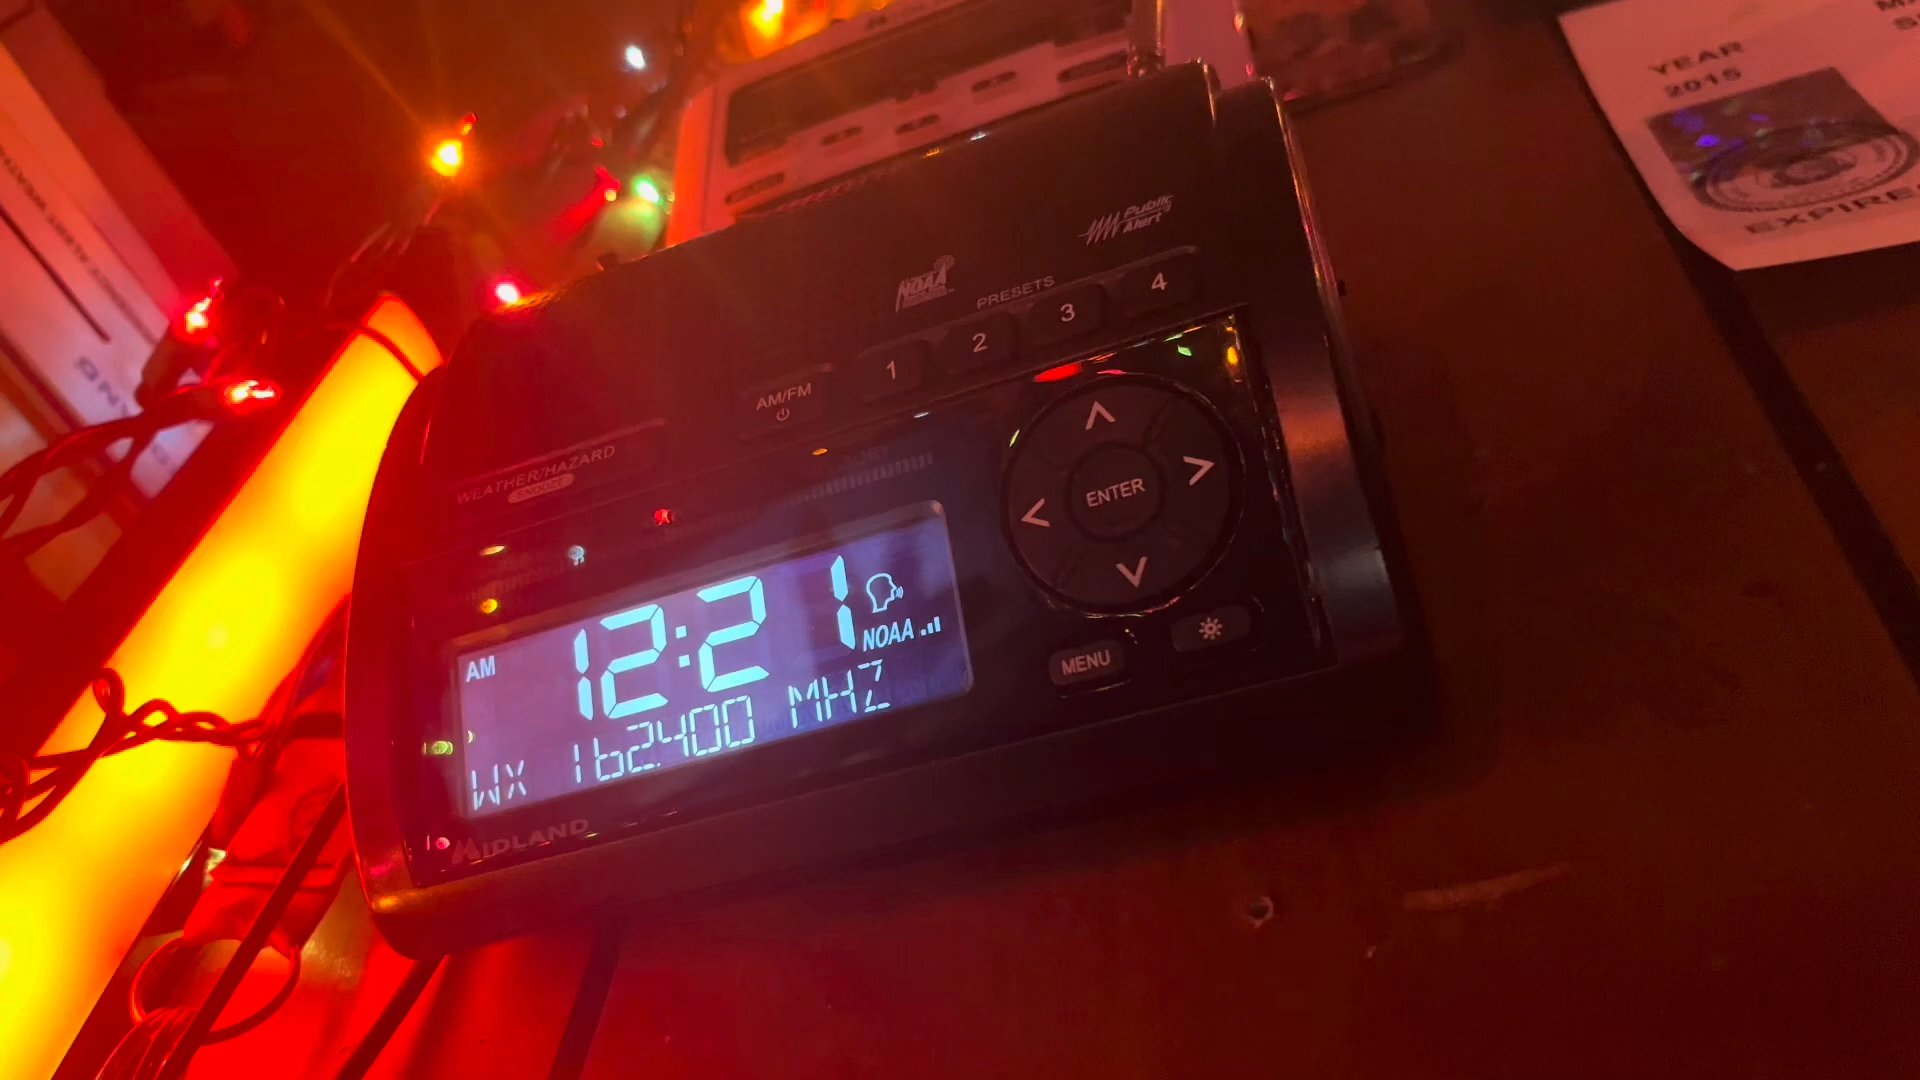 YEAR
2015
EXPIRE
Public
Alert
NOAA
PRESETS
1 2 3 4
AM/FM
WEATHER/HAZARD
SNOOZE
ENTER
AM 12:21
NOAA
WX 162.400 MHZ
MENU
MIDLAND